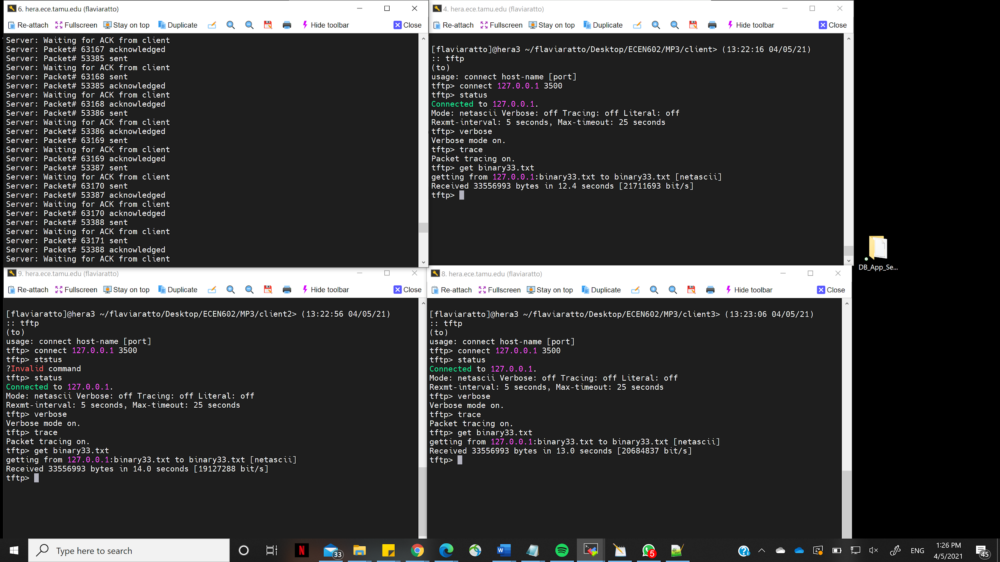 6. hera.ece.tamu.edu (flaviaratto)
Re-attach Fullscreen Stay on top Duplicate Hide toolbar Close
Server: Waiting for ACK from client
Server: Packet# 63167 acknowledged
Server: Packet# 53385 sent
Server: Waiting for ACK from client
Server: Packet# 63168 sent
Server: Packet# 53385 acknowledged
Server: Waiting for ACK from client
Server: Packet# 63168 acknowledged
Server: Packet# 53386 sent
Server: Waiting for ACK from client
Server: Packet# 53386 acknowledged
Server: Packet# 63169 sent
Server: Waiting for ACK from client
Server: Packet# 63169 acknowledged
Server: Packet# 53387 sent
Server: Waiting for ACK from client
Server: Packet# 63170 sent
Server: Packet# 53387 acknowledged
Server: Waiting for ACK from client
Server: Packet# 63170 acknowledged
Server: Packet# 53388 sent
Server: Waiting for ACK from client
Server: Packet# 63171 sent
Server: Packet# 53388 acknowledged
Server: Waiting for ACK from client
4. hera.ece.tamu.edu (flaviaratto)
Re-attach Fullscreen Stay on top Duplicate Hide toolbar Close
[flaviaratto]@hera3 ~/flaviaratto/Desktop/ECEN602/MP3/client> (13:22:16 04/05/21)
:: tftp
(to)
usage: connect host-name [port]
tftp> connect 127.0.0.1 3500
tftp> status
Connected to 127.0.0.1.
Mode: netascii Verbose: off Tracing: off Literal: off
Rexmt-interval: 5 seconds, Max-timeout: 25 seconds
tftp> verbose
Verbose mode on.
tftp> trace
Packet tracing on.
tftp> get binary33.txt
getting from 127.0.0.1:binary33.txt to binary33.txt [netascii]
Received 33556993 bytes in 12.4 seconds [21711693 bit/s]
tftp>
DB_App_Se...
9. hera.ece.tamu.edu (flaviaratto)
Re-attach Fullscreen Stay on top Duplicate Hide toolbar Close
[flaviaratto]@hera3 ~/flaviaratto/Desktop/ECEN602/MP3/client2> (13:22:56 04/05/21)
:: tftp
(to)
usage: connect host-name [port]
tftp> connect 127.0.0.1 3500
tftp> ststus
?Invalid command
tftp> status
Connected to 127.0.0.1.
Mode: netascii Verbose: off Tracing: off Literal: off
Rexmt-interval: 5 seconds, Max-timeout: 25 seconds
tftp> verbose
Verbose mode on.
tftp> trace
Packet tracing on.
tftp> get binary33.txt
getting from 127.0.0.1:binary33.txt to binary33.txt [netascii]
Received 33556993 bytes in 14.0 seconds [19127288 bit/s]
tftp>
8. hera.ece.tamu.edu (flaviaratto)
Re-attach Fullscreen Stay on top Duplicate Hide toolbar Close
[flaviaratto]@hera3 ~/flaviaratto/Desktop/ECEN602/MP3/client3> (13:23:06 04/05/21)
:: tftp
(to)
usage: connect host-name [port]
tftp> connect 127.0.0.1 3500
tftp> status
Connected to 127.0.0.1.
Mode: netascii Verbose: off Tracing: off Literal: off
Rexmt-interval: 5 seconds, Max-timeout: 25 seconds
tftp> verbose
Verbose mode on.
tftp> trace
Packet tracing on.
tftp> get binary33.txt
getting from 127.0.0.1:binary33.txt to binary33.txt [netascii]
Received 33556993 bytes in 13.0 seconds [20684837 bit/s]
tftp>
Type here to search
N
33
W
5
ENG
1:26 PM
4/5/2021
45